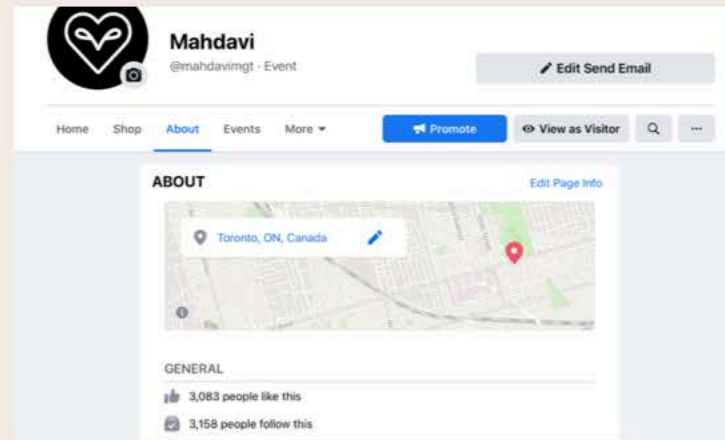 Mahdavi
@mahdavimgt · Event
Edit Send Email
Home Shop About Events More
Promote
View as Visitor
ABOUT
Edit Page Info
Toronto, ON, Canada
GENERAL
3,083 people like this
3,158 people follow this